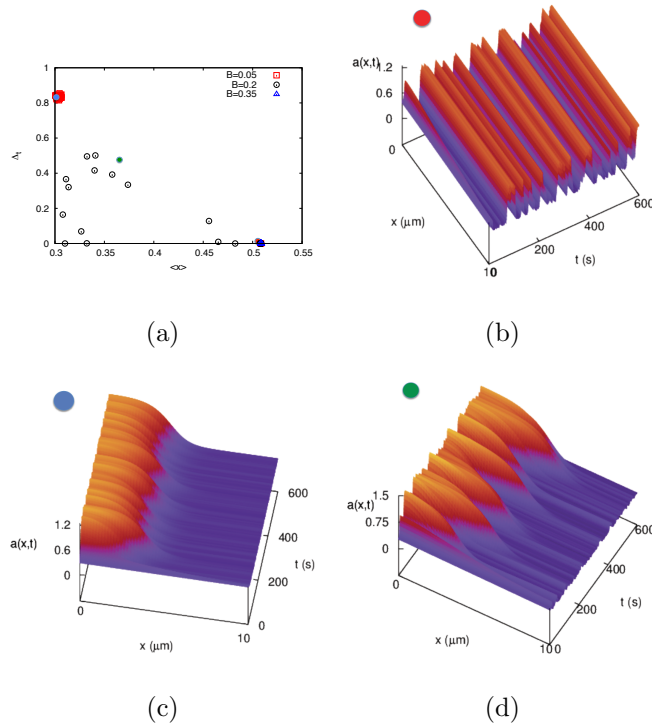 1
0.8
0.6
0.4
0.2
0
Δt
0.3
0.35
0.4
0.45
0.5
0.55
<x>
B=0.05
B=0.2
B=0.35
(a)
a(x,t)
1.2
0.6
0
0
x (μm)
10
0
200
400
600
t (s)
(b)
1.2
a(x,t)
0.6
0
0
x (μm)
10
0
200
400
600
t (s)
(c)
1.5
a(x,t)
0.75
0
0
x (μm)
10
0
200
400
600
t (s)
(d)